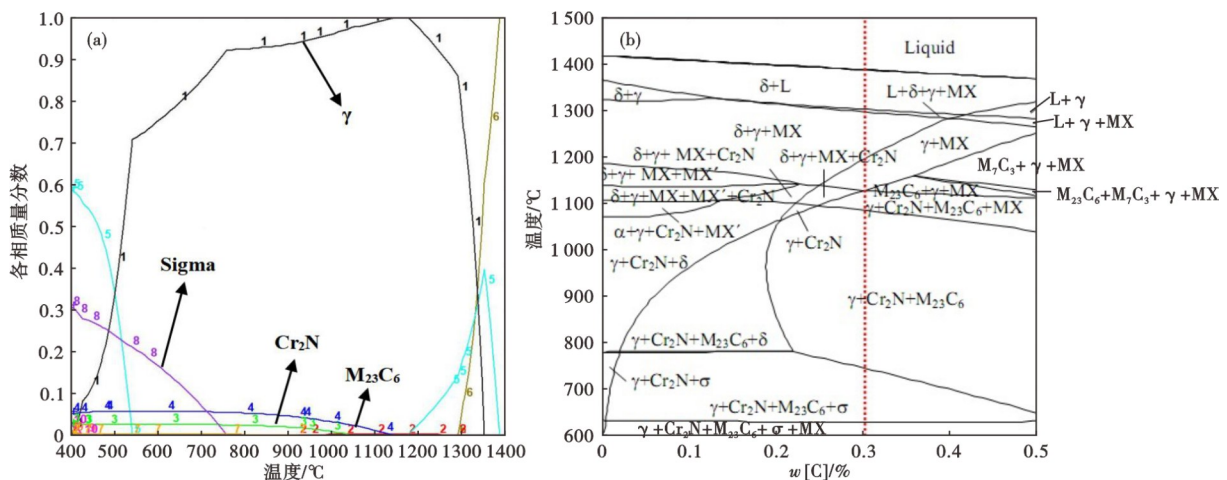 (a)
各相质量分数
1.0
0.9
0.8
0.7
0.6
0.5
0.4
0.3
0.2
0.1
0
400
500
600
700
800
900
1000
1100
1200
1300
1400
温度/℃
γ
Sigma
Cr₂N
M₂₃C₆
(b)
温度/℃
1 500
1 400
1 300
1 200
1 100
1 000
900
800
700
600
0
0.1
0.2
0.3
0.4
0.5
w[C]/%
Liquid
δ+L
δ+γ
L+δ+γ+MX
L+ γ
L+ γ +MX
δ+γ+MX
γ+MX
δ+γ+ MX+Cr₂N
δ+γ+MX+Cr₂N
M₇C₃+ γ +MX
δ+γ+ MX+MX′
M₂₃C₆+γ+MX
M₂₃C₆+M₇C₃+ γ +MX
δ+γ+MX+MX′+Cr₂N
γ+Cr₂N+M₂₃C₆+MX
α+γ+Cr₂N+MX′
γ+Cr₂N
γ+Cr₂N+δ
γ+Cr₂N+M₂₃C₆
γ+Cr₂N+M₂₃C₆+δ
γ+Cr₂N+σ
γ+Cr₂N+M₂₃C₆+σ
γ+Cr₂N+M₂₃C₆+σ+MX